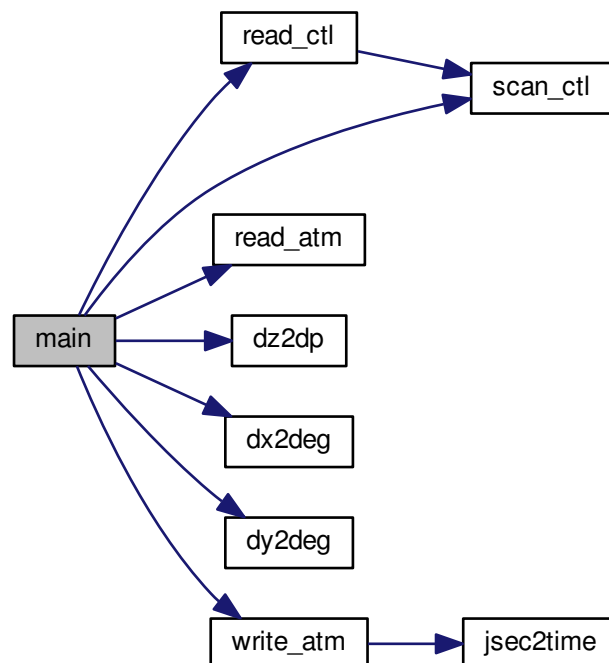 read_ctl
scan_ctl
read_atm
main
dz2dp
dx2deg
dy2deg
write_atm
jsec2time